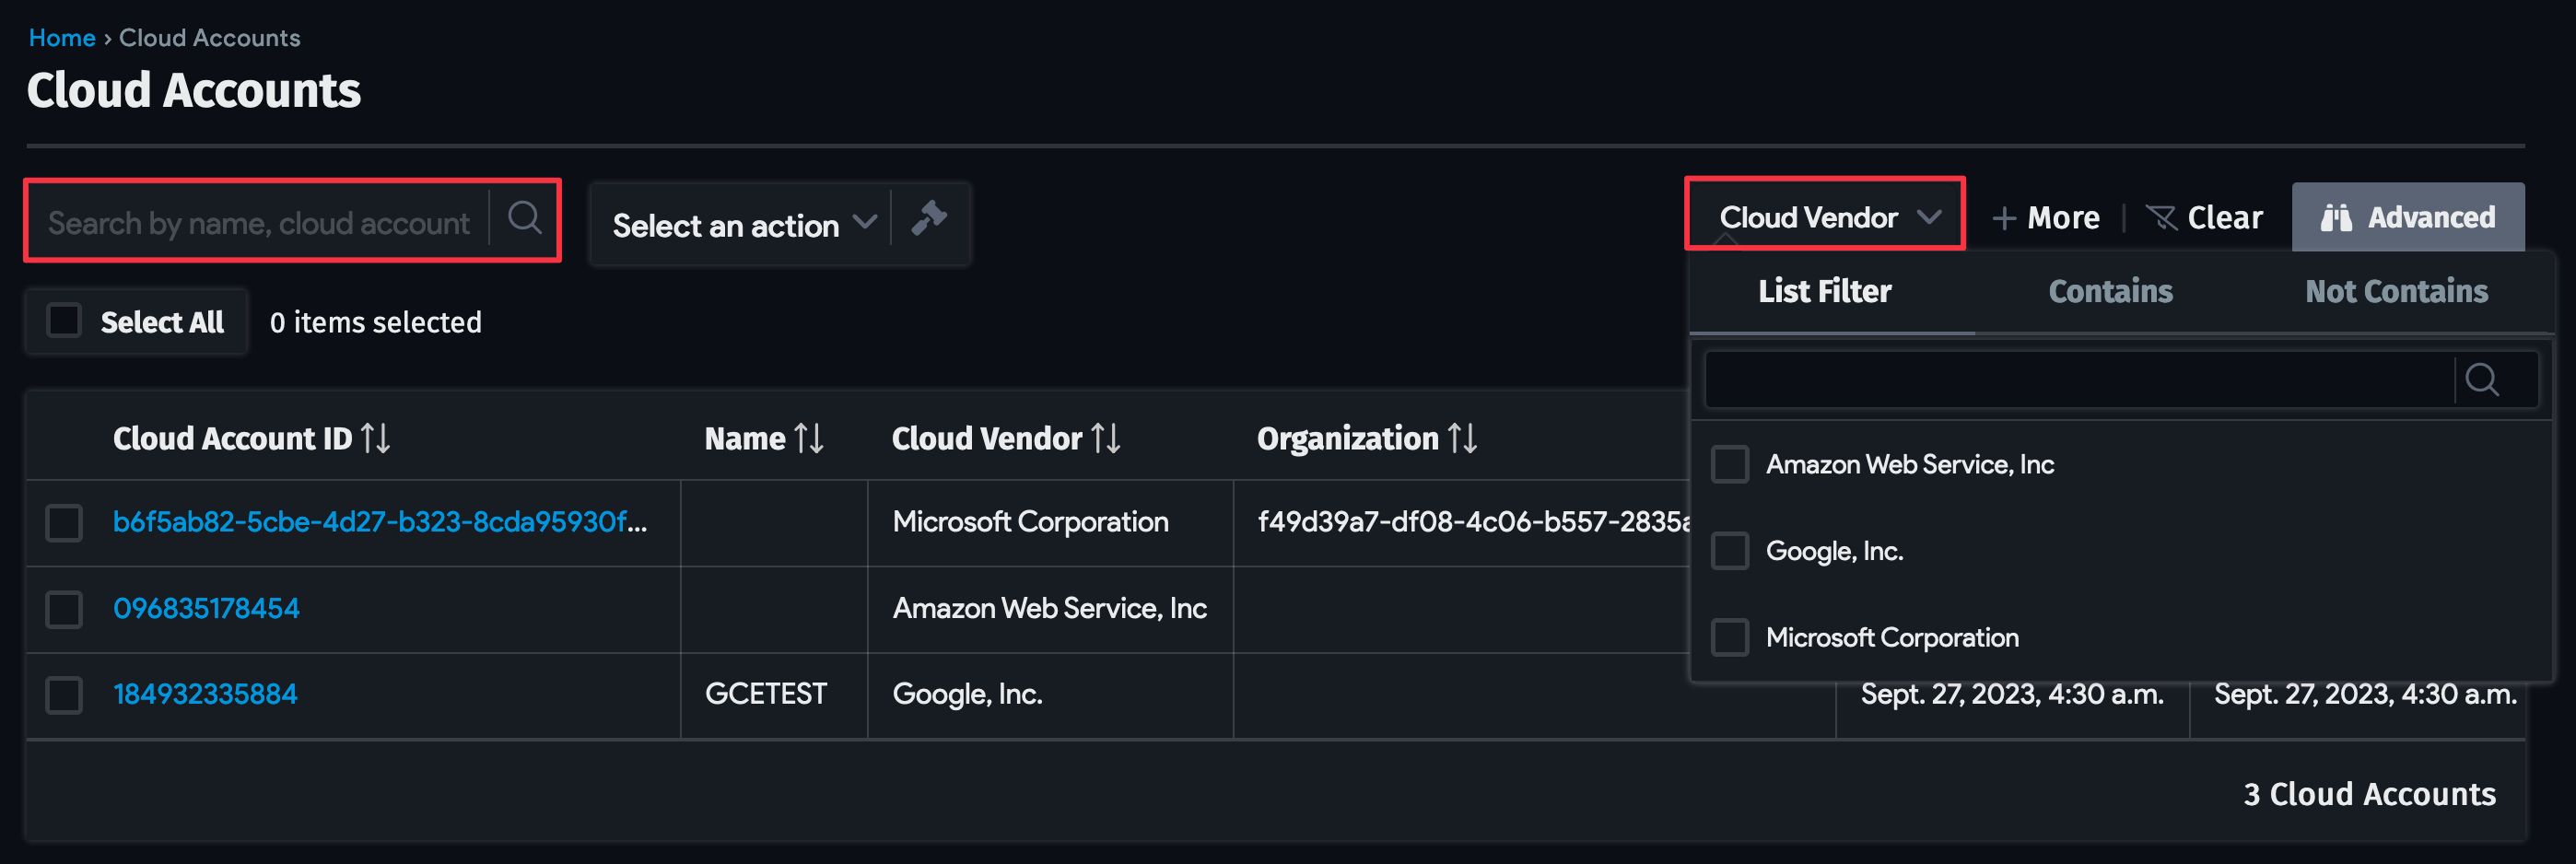 Home › Cloud Accounts
Cloud Accounts
Search by name, cloud account
Select an action
Cloud Vendor
More
Clear
Advanced
List Filter
Contains
Not Contains
Select All
0 items selected
Cloud Account ID
Name
Cloud Vendor
Organization
Amazon Web Service, Inc
Google, Inc.
Microsoft Corporation
b6f5ab82-5cbe-4d27-b323-8cda95930f...
Microsoft Corporation
f49d39a7-df08-4c06-b557-2835a
096835178454
Amazon Web Service, Inc
184932335884
GCETEST
Google, Inc.
Sept. 27, 2023, 4:30 a.m.
Sept. 27, 2023, 4:30 a.m.
3 Cloud Accounts